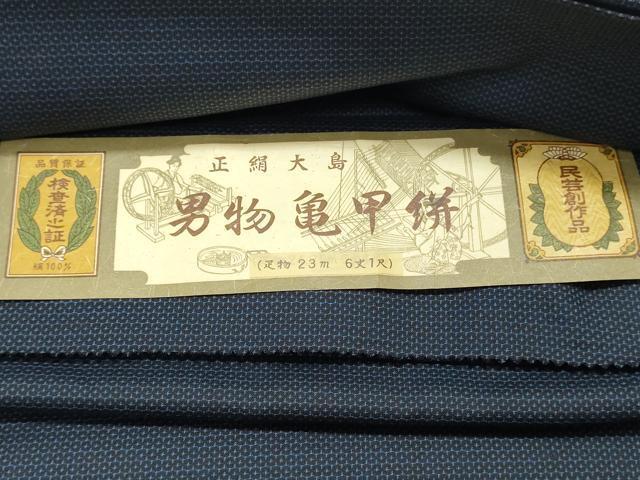 品質保証
検査済之証
絹100%
正絹大島
男物亀甲絣
(疋物 23m 6丈1尺)
民芸創作品